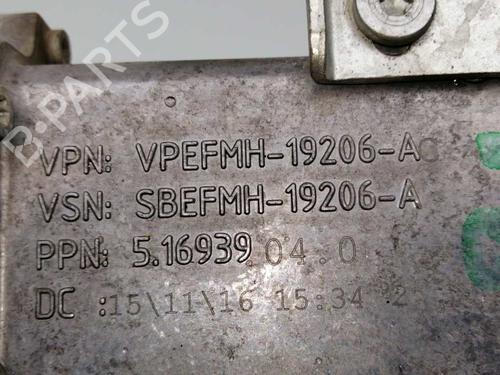 B-PARTS
VPN: VPEFMH-19206-AC
VSN: SBEFMH-19206-A
PPN: 5.16939.04.0
DC :15\11\16 15:34 2